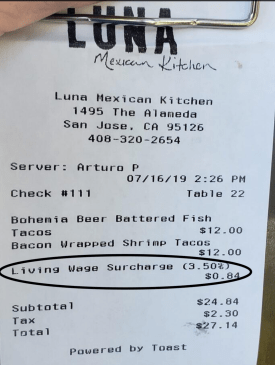 LUNA
Mexican Kitchen
Luna Mexican Kitchen
1495 The Alameda
San Jose, CA 95126
408-320-2654
Server: Arturo P
07/16/19 2:26 PM
Check #111 Table 22
Bohemia Beer Battered Fish
Tacos $12.00
Bacon Wrapped Shrimp Tacos
$12.00
Living Wage Surcharge (3.50%)
$0.84
Subtotal $24.84
Tax $2.30
Total $27.14
Powered by Toast